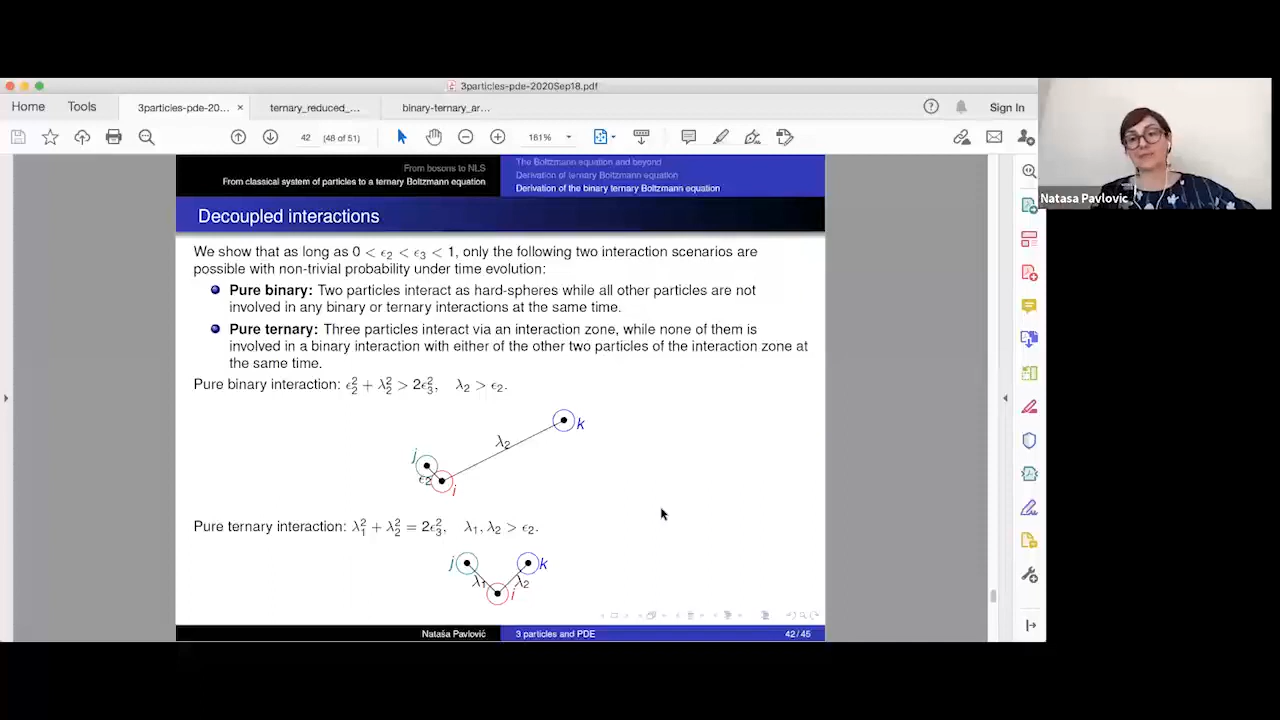 3particles-pde-2020Sep18.pdf
Home Tools 3particles-pde-20... × ternary_reduced_... binary-ternary_ar... Sign In
42 (48 of 51) 161%
From bosons to NLS
From classical system of particles to a ternary Boltzmann equation
The Boltzmann equation and beyond
Derivation of ternary Boltzmann equation
Derivation of the binary ternary Boltzmann equation
Natasa Pavlovic
Decoupled interactions
We show that as long as 0 < ϵ₂ < ϵ₃ < 1, only the following two interaction scenarios are
possible with non-trivial probability under time evolution:
Pure binary: Two particles interact as hard-spheres while all other particles are not
involved in any binary or ternary interactions at the same time.
Pure ternary: Three particles interact via an interaction zone, while none of them is
involved in a binary interaction with either of the other two particles of the interaction zone at
the same time.
Pure binary interaction: ϵ₂² + λ₂² > 2ϵ₃², λ₂ > ϵ₂.
k
λ₂
j
ϵ₂
i
Pure ternary interaction: λ₁² + λ₂² = 2ϵ₃², λ₁, λ₂ > ϵ₂.
j k
λ₁ λ₂
i
Nataša Pavlović 3 particles and PDE 42/45